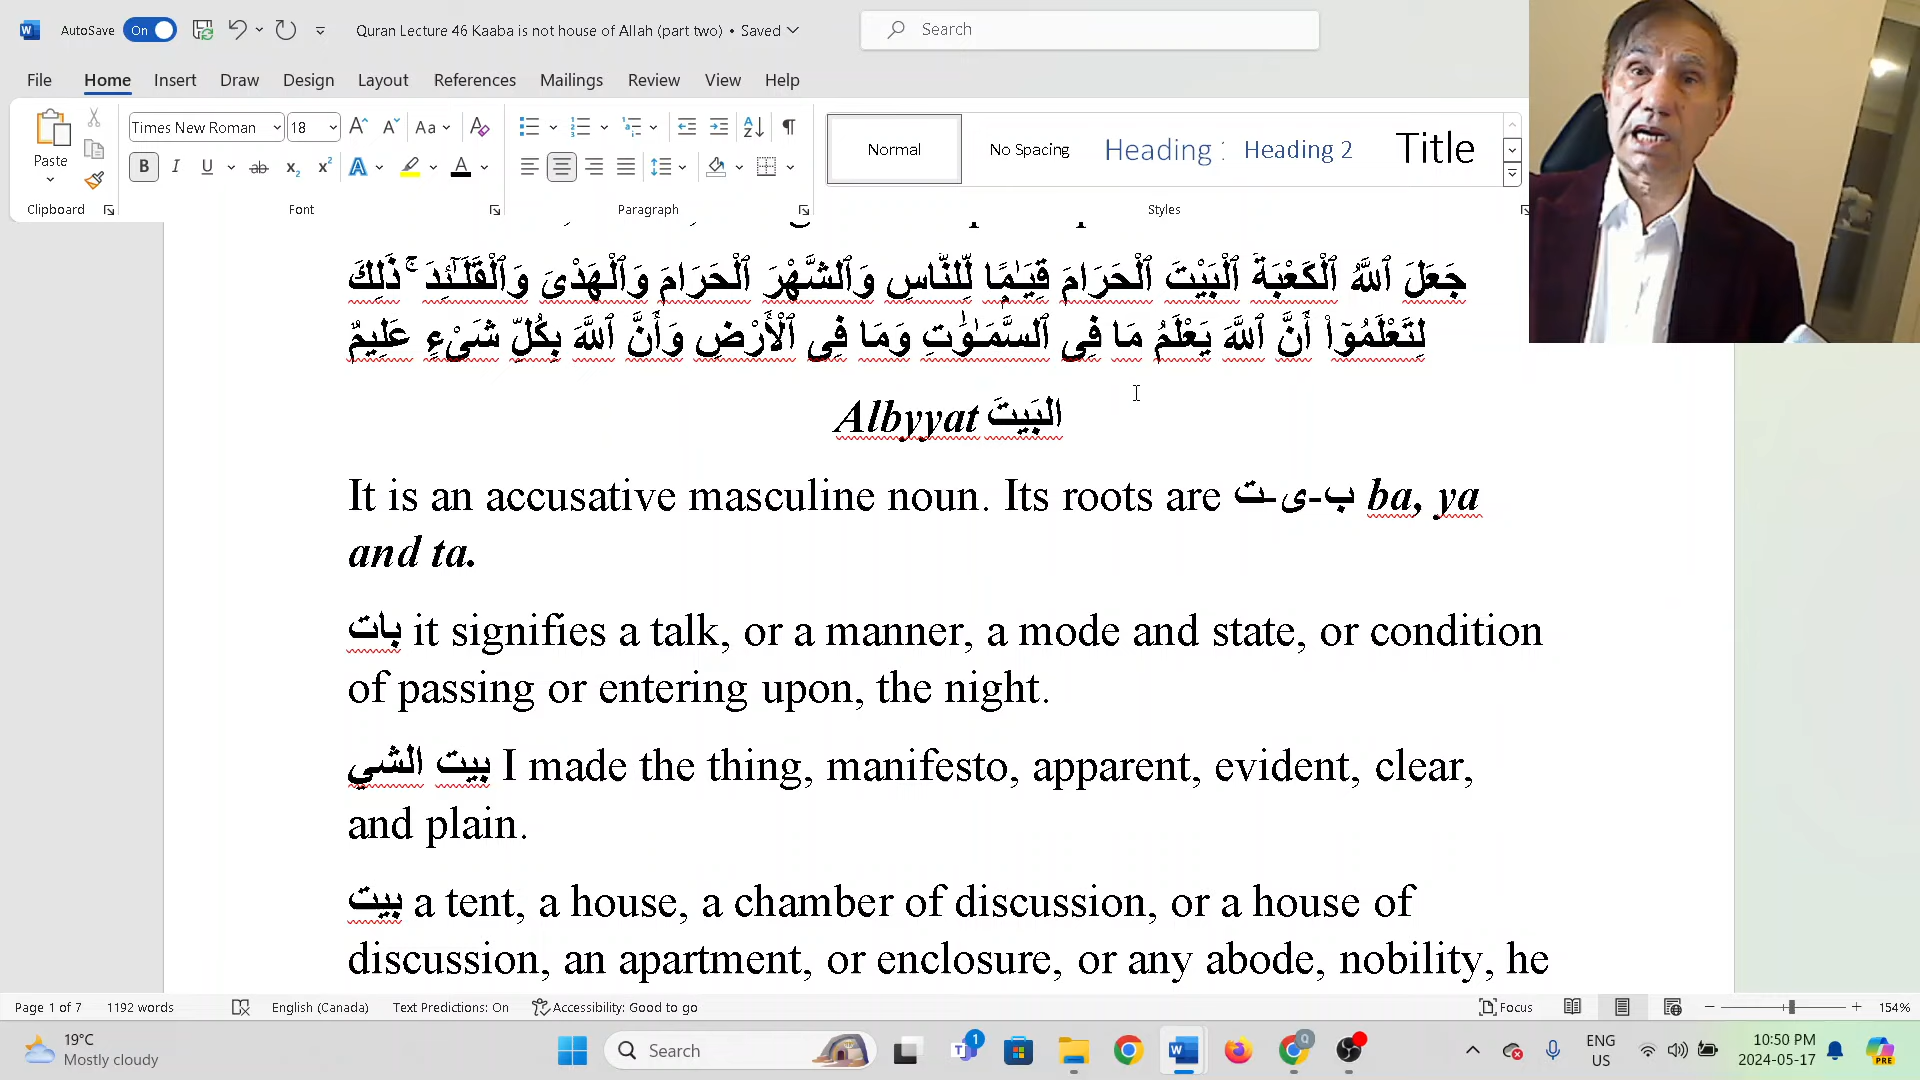 AutoSave On Quran Lecture 46 Kaaba is not house of Allah (part two) • Saved Search
File Home Insert Draw Design Layout References Mailings Review View Help
Paste Times New Roman 18 Aa Normal No Spacing Heading 1 Heading 2 Title
Clipboard Font Paragraph Styles
جَعَلَ ٱللَّهُ ٱلْكَعْبَةَ ٱلْبَيْتَ ٱلْحَرَامَ قِيَـٰمًا لِّلنَّاسِ وَٱلشَّهْرَ ٱلْحَرَامَ وَٱلْهَدْىَ وَٱلْقَلَـٰٓئِدَ ۚ ذَٰلِكَ
لِتَعْلَمُوٓا۟ أَنَّ ٱللَّهَ يَعْلَمُ مَا فِى ٱلسَّمَـٰوَٰتِ وَمَا فِى ٱلْأَرْضِ وَأَنَّ ٱللَّهَ بِكُلِّ شَىْءٍ عَلِيمٌ
Albyyat البَيتَ
It is an accusative masculine noun. Its roots are ب-ى-ت ba, ya
and ta.
بات it signifies a talk, or a manner, a mode and state, or condition
of passing or entering upon, the night.
بيت الشي I made the thing, manifesto, apparent, evident, clear,
and plain.
بيت a tent, a house, a chamber of discussion, or a house of
discussion, an apartment, or enclosure, or any abode, nobility, he
Page 1 of 7 1192 words English (Canada) Text Predictions: On Accessibility: Good to go Focus 154%
19°C
Mostly cloudy
Search
1
ENG
US
10:50 PM
2024-05-17
PRE